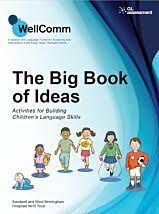 WellComm
GL
assessment
The Big Book
of Ideas
Activities for Building
Children's Language Skills
Sandwell and West Birmingham
Hospitals NHS Trust